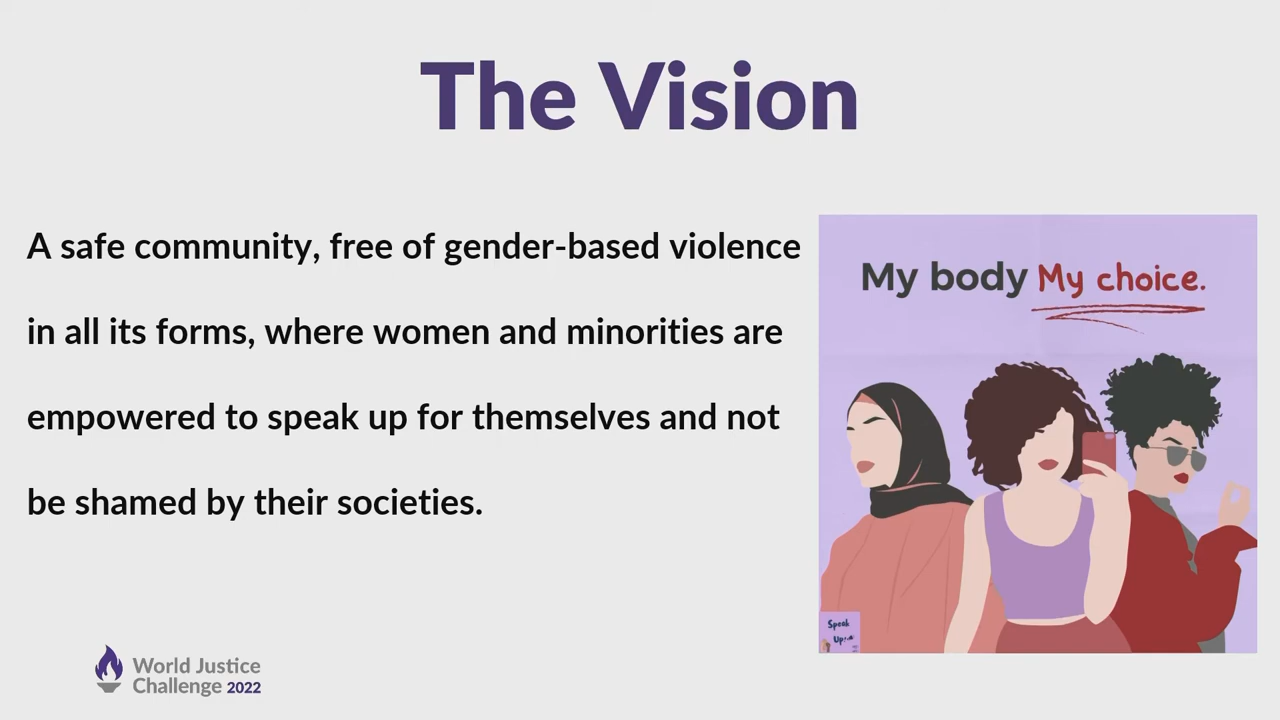 The Vision
A safe community, free of gender-based violence
in all its forms, where women and minorities are
empowered to speak up for themselves and not
be shamed by their societies.
My body My choice.
Speak
Up
World Justice
Challenge 2022